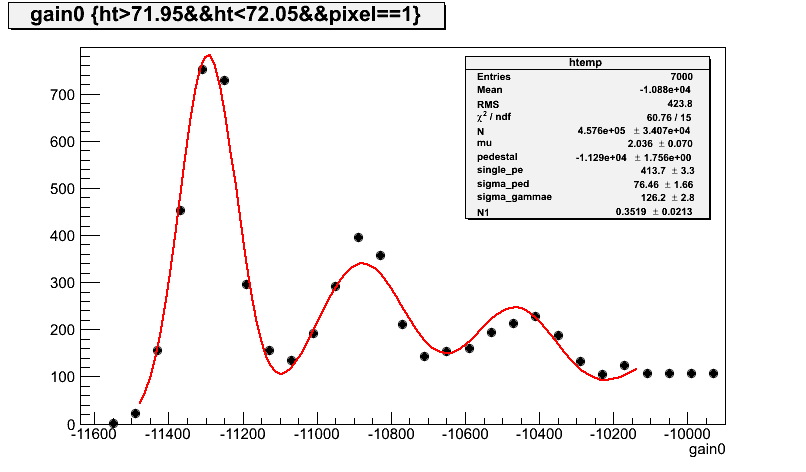 gain0 {ht>71.95&&ht<72.05&&pixel==1}
htemp
Entries 7000
Mean -1.088e+04
RMS 423.8
χ² / ndf 60.76 / 15
N 4.576e+05 ± 3.407e+04
mu 2.036 ± 0.070
pedestal -1.129e+04 ± 1.756e+00
single_pe 413.7 ± 3.3
sigma_ped 76.46 ± 1.66
sigma_gammae 126.2 ± 2.8
N1 0.3519 ± 0.0213
700
600
500
400
300
200
100
0
-11600 -11400 -11200 -11000 -10800 -10600 -10400 -10200 -10000
gain0